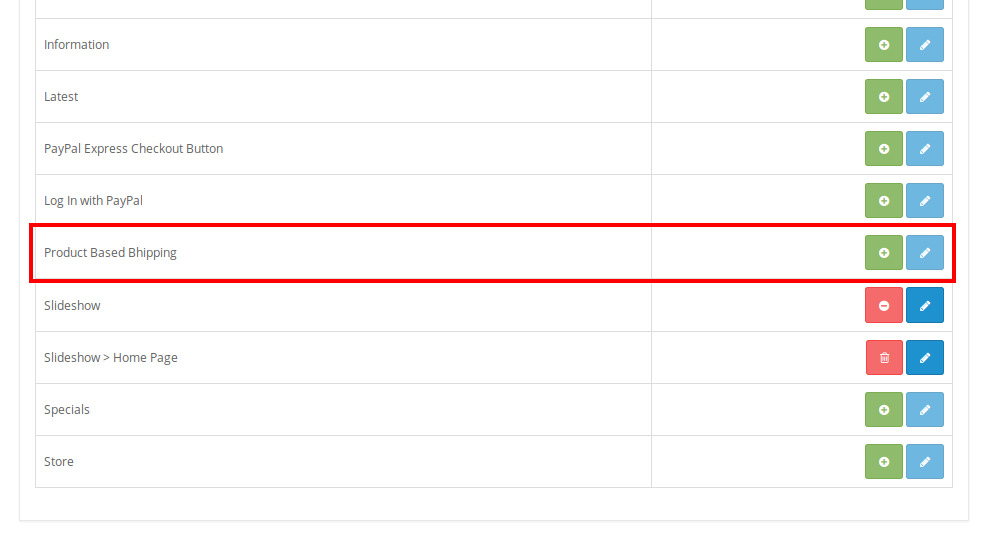 Information
Latest
PayPal Express Checkout Button
Log In with PayPal
Product Based Bhipping
Slideshow
Slideshow > Home Page
Specials
Store